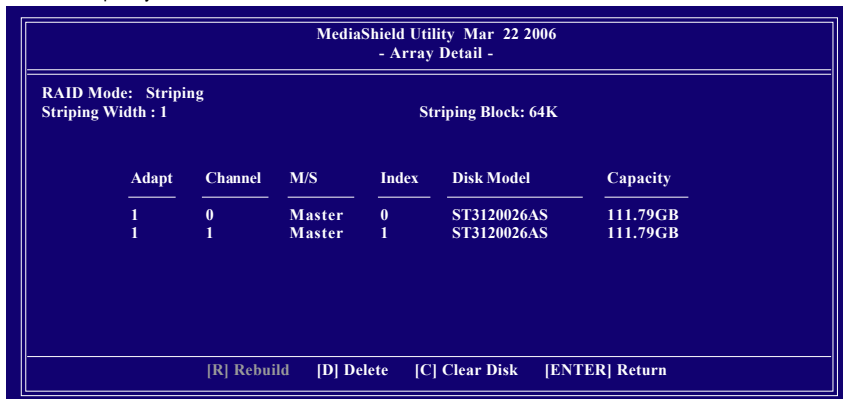 MediaShield Utility Mar 22 2006
- Array Detail -
RAID Mode: Striping
Striping Width : 1 Striping Block: 64K
Adapt Channel M/S Index Disk Model Capacity
1 0 Master 0 ST3120026AS 111.79GB
1 1 Master 1 ST3120026AS 111.79GB
[R] Rebuild [D] Delete [C] Clear Disk [ENTER] Return